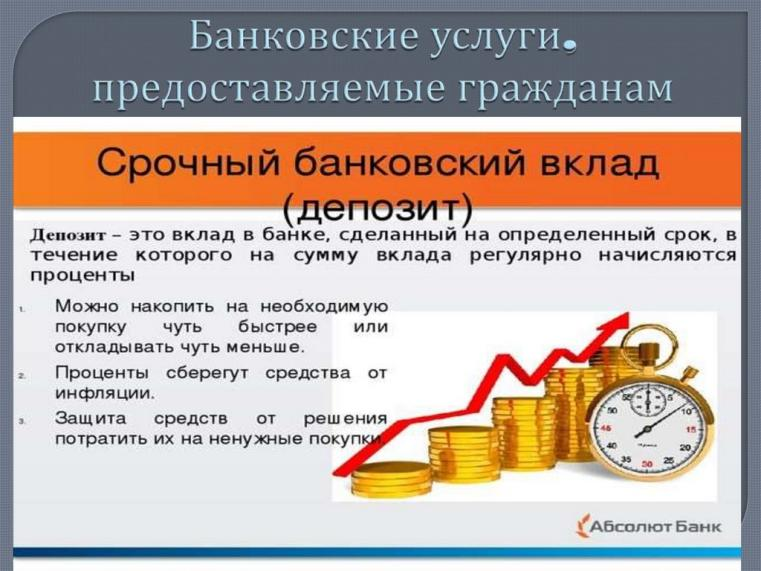 Банковские услуги,
предоставляемые гражданам
Срочный банковский вклад
(депозит)
Депозит – это вклад в банке, сделанный на определенный срок, в
течение которого на сумму вклада регулярно начисляются
проценты
1. Можно накопить на необходимую
покупку чуть быстрее или
откладывать чуть меньше.
2. Проценты сберегут средства от
инфляции.
3. Защита средств от решения
потратить их на ненужные покупки.
55 5
10
45 15
20
35 30 25
Абсолют Банк